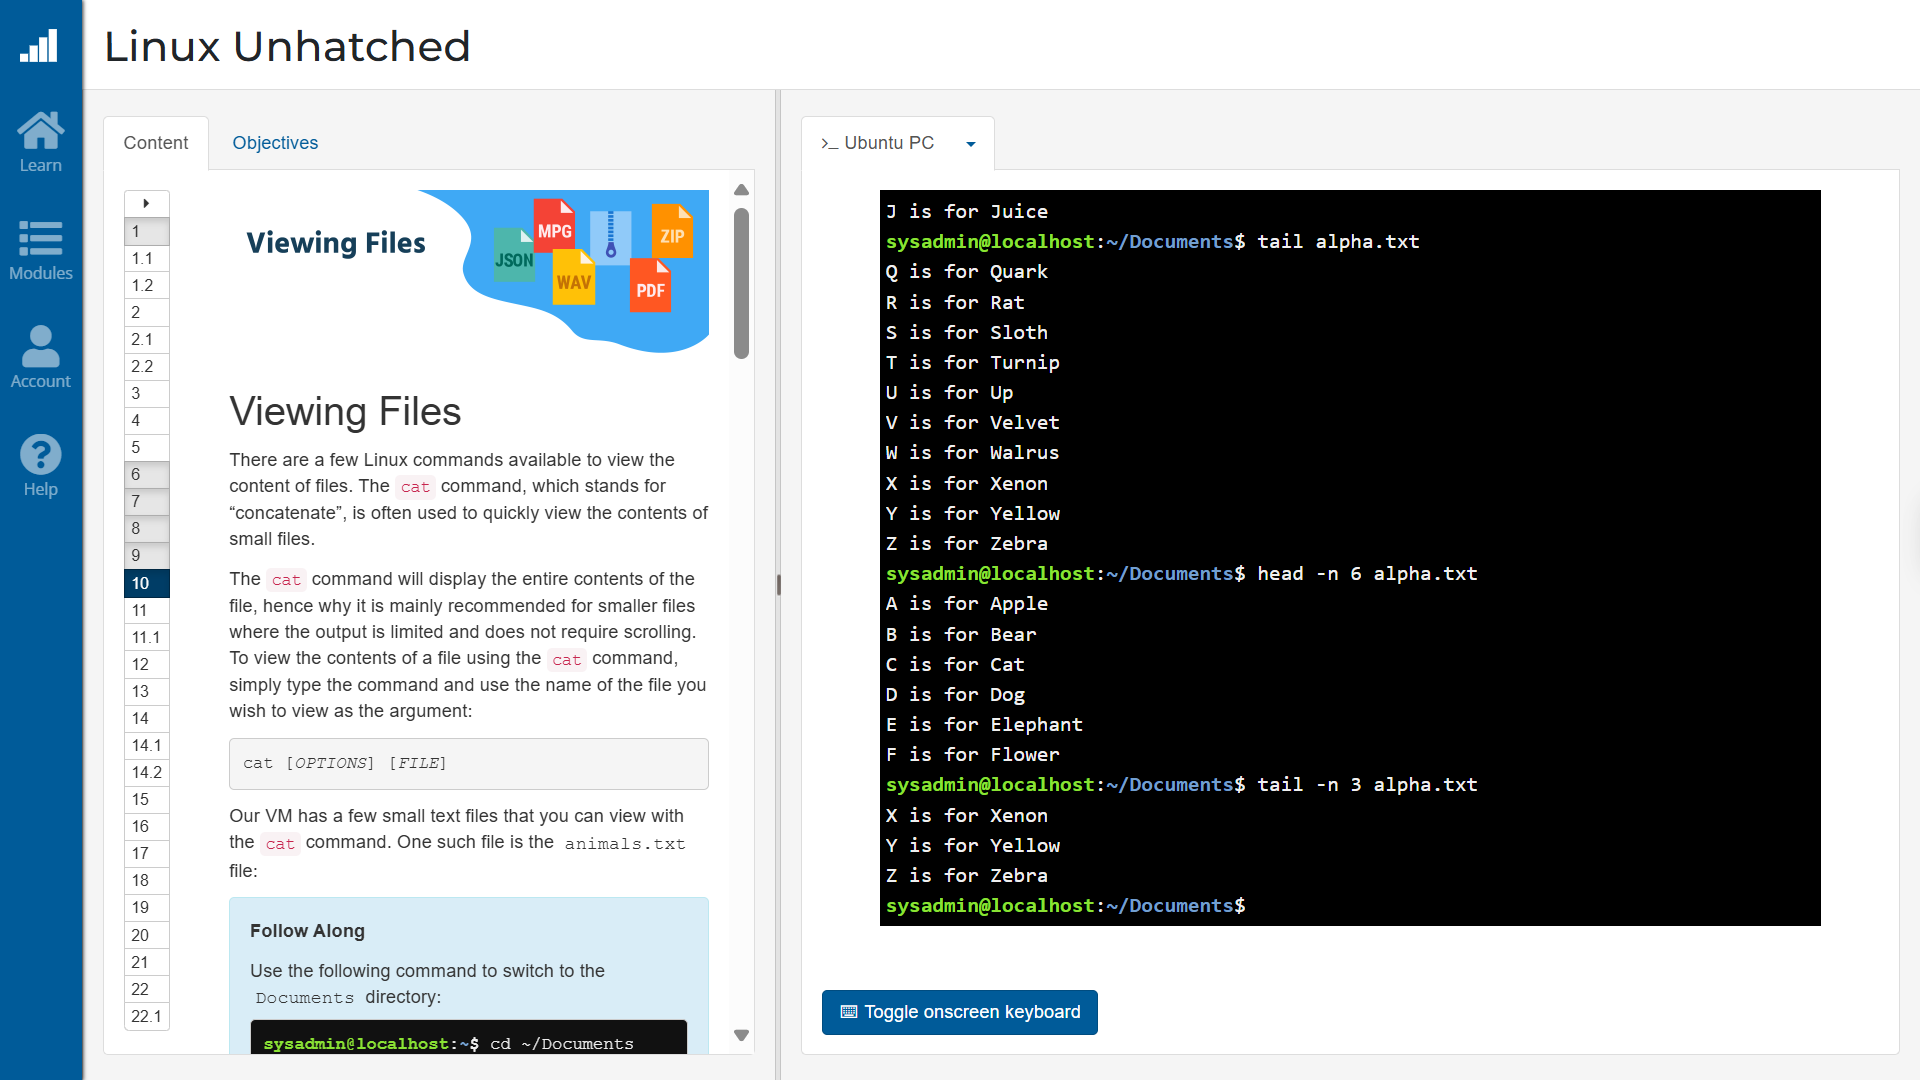 Linux Unhatched
Learn
Modules
Account
Help
Content
Objectives
1
1.1
1.2
2
2.1
2.2
3
4
5
6
7
8
9
10
11
11.1
12
13
14
14.1
14.2
15
16
17
18
19
20
21
22
22.1
Viewing Files
JSON
MPG
WAV
PDF
ZIP
Viewing Files
There are a few Linux commands available to view the
content of files. The cat command, which stands for
“concatenate”, is often used to quickly view the contents of
small files.
The cat command will display the entire contents of the
file, hence why it is mainly recommended for smaller files
where the output is limited and does not require scrolling.
To view the contents of a file using the cat command,
simply type the command and use the name of the file you
wish to view as the argument:
cat [OPTIONS] [FILE]
Our VM has a few small text files that you can view with
the cat command. One such file is the animals.txt
file:
Follow Along
Use the following command to switch to the
Documents directory:
sysadmin@localhost:~$ cd ~/Documents
>_ Ubuntu PC
J is for Juice
sysadmin@localhost:~/Documents$ tail alpha.txt
Q is for Quark
R is for Rat
S is for Sloth
T is for Turnip
U is for Up
V is for Velvet
W is for Walrus
X is for Xenon
Y is for Yellow
Z is for Zebra
sysadmin@localhost:~/Documents$ head -n 6 alpha.txt
A is for Apple
B is for Bear
C is for Cat
D is for Dog
E is for Elephant
F is for Flower
sysadmin@localhost:~/Documents$ tail -n 3 alpha.txt
X is for Xenon
Y is for Yellow
Z is for Zebra
sysadmin@localhost:~/Documents$
Toggle onscreen keyboard